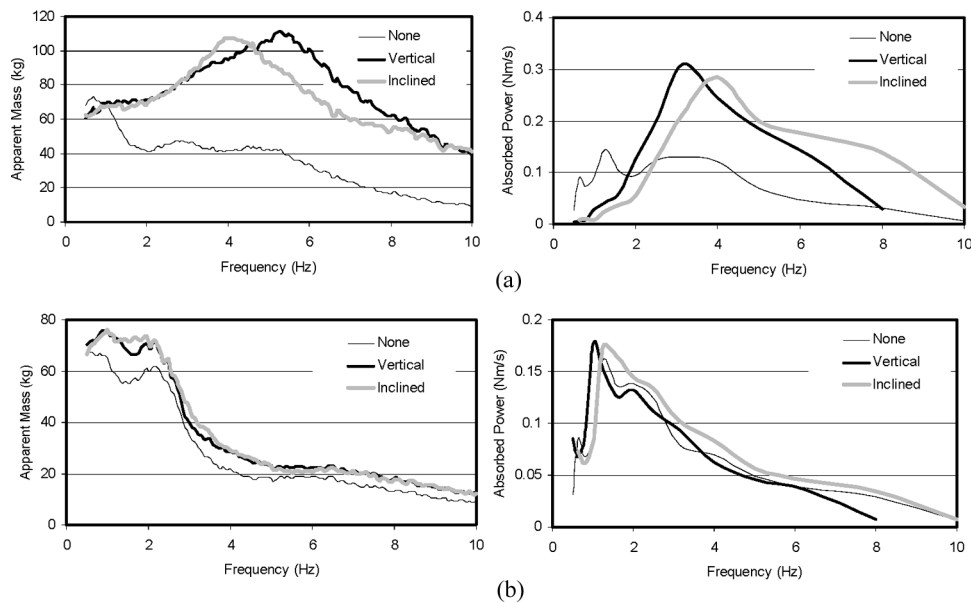 120
100
80
60
40
20
0
Apparent Mass (kg)
None
Vertical
Inclined
0 2 4 6 8 10
Frequency (Hz)
0.4
0.3
0.2
0.1
0
Absorbed Power (Nm/s)
None
Vertical
Inclined
0 2 4 6 8 10
Frequency (Hz)
(a)
80
60
40
20
0
Apparent Mass (kg)
None
Vertical
Inclined
0 2 4 6 8 10
Frequency (Hz)
0.2
0.15
0.1
0.05
0
Absorbed Power (Nm/s)
None
Vertical
Inclined
0 2 4 6 8 10
Frequency (Hz)
(b)